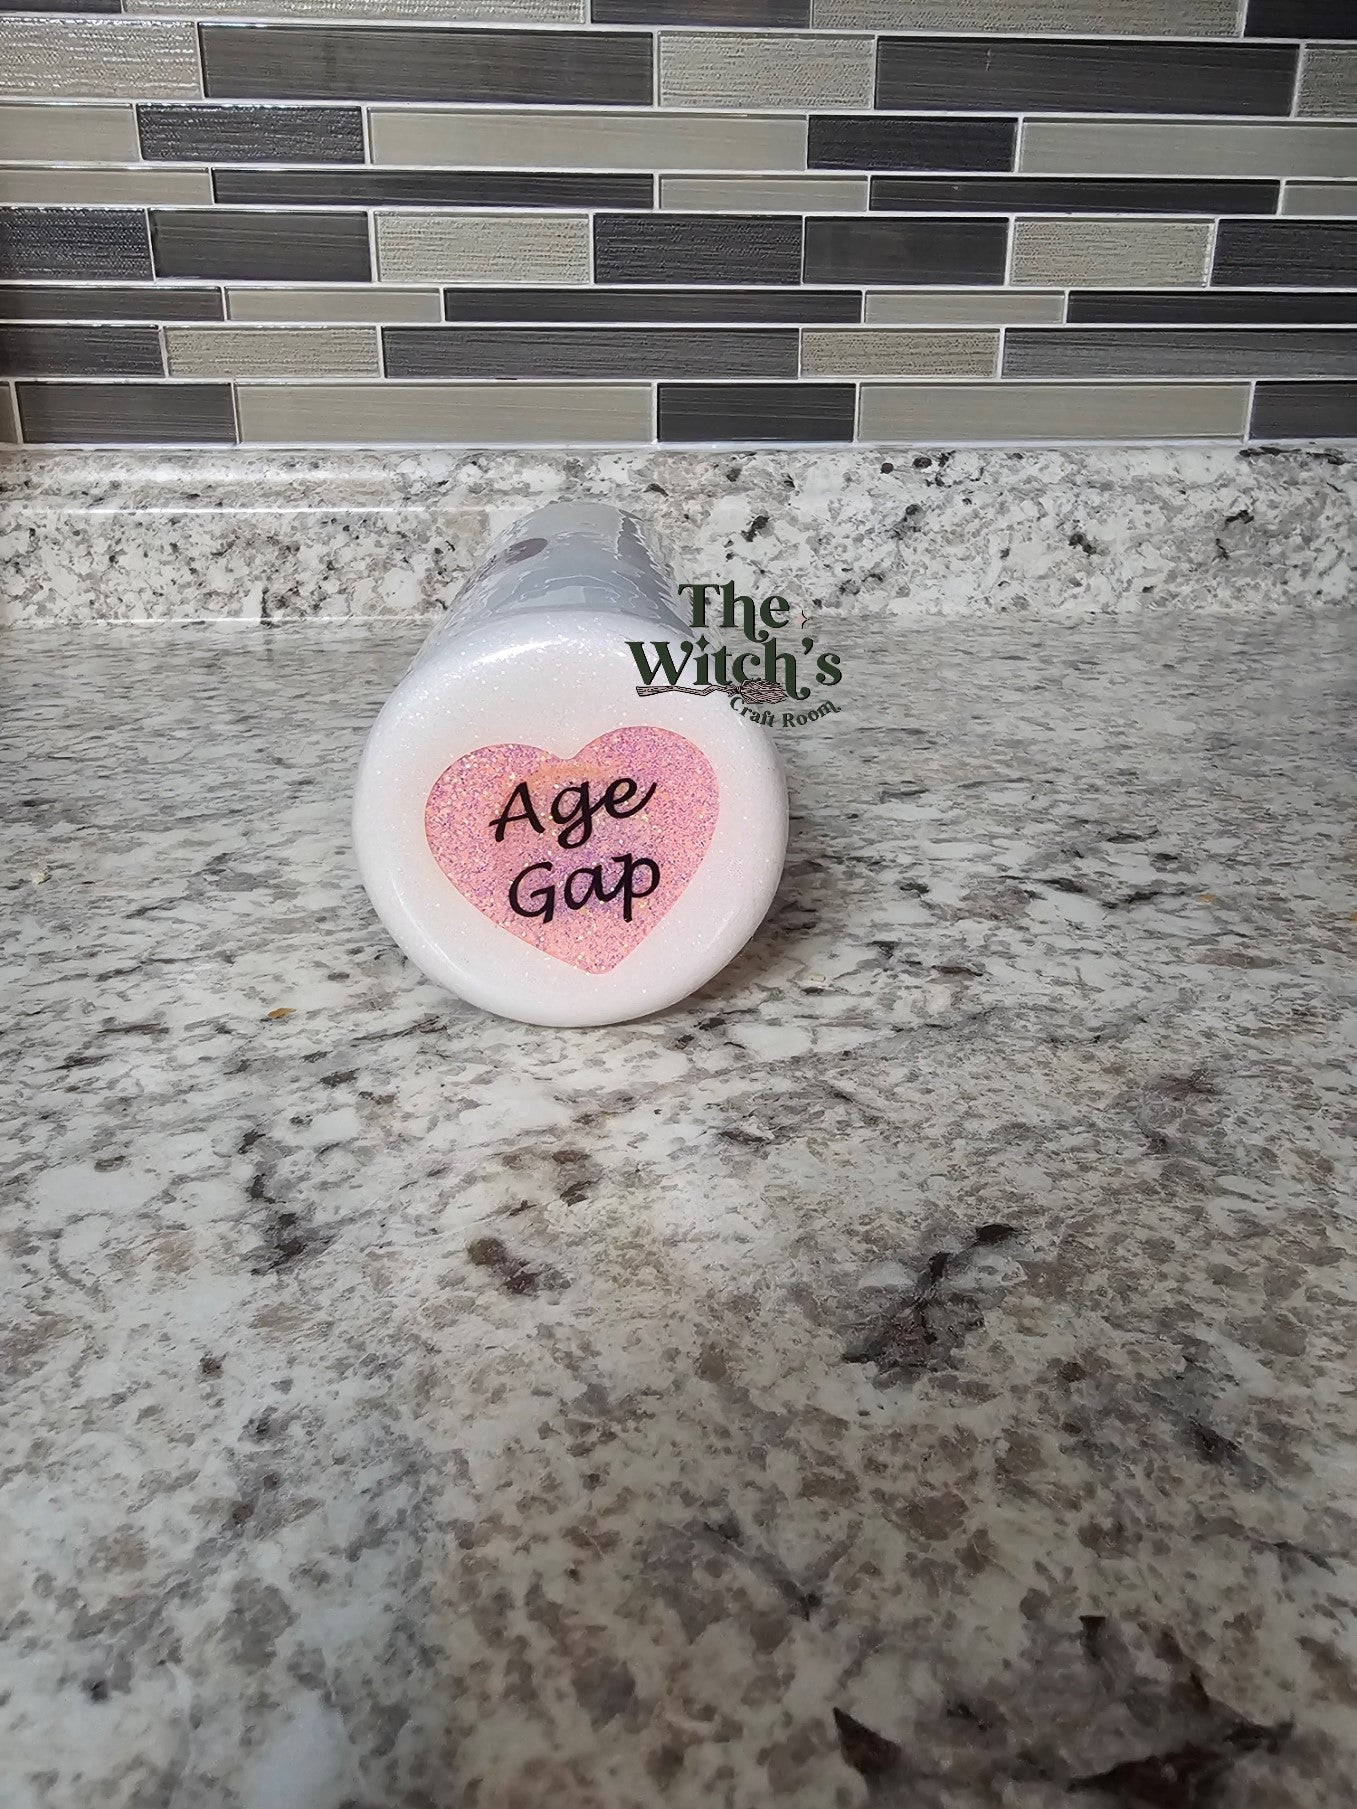 The
Witch's
Craft Room
Age
Gap